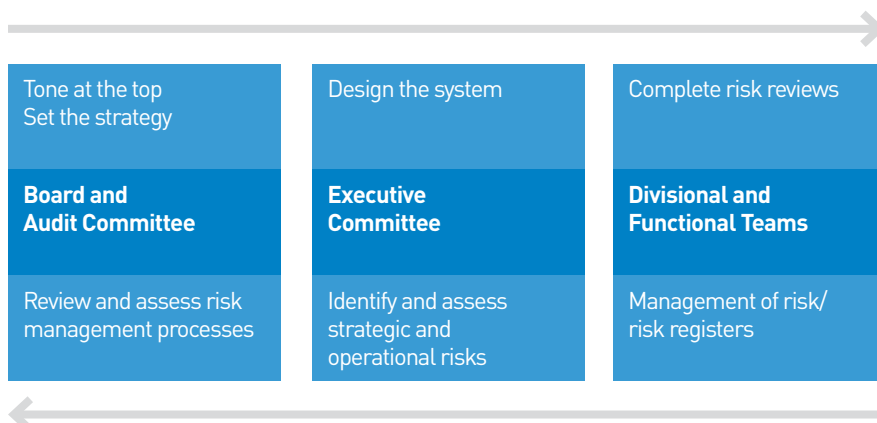 Tone at the top
Set the strategy
Board and
Audit Committee
Review and assess risk
management processes
Design the system
Executive
Committee
Identify and assess
strategic and
operational risks
Complete risk reviews
Divisional and
Functional Teams
Management of risk/
risk registers